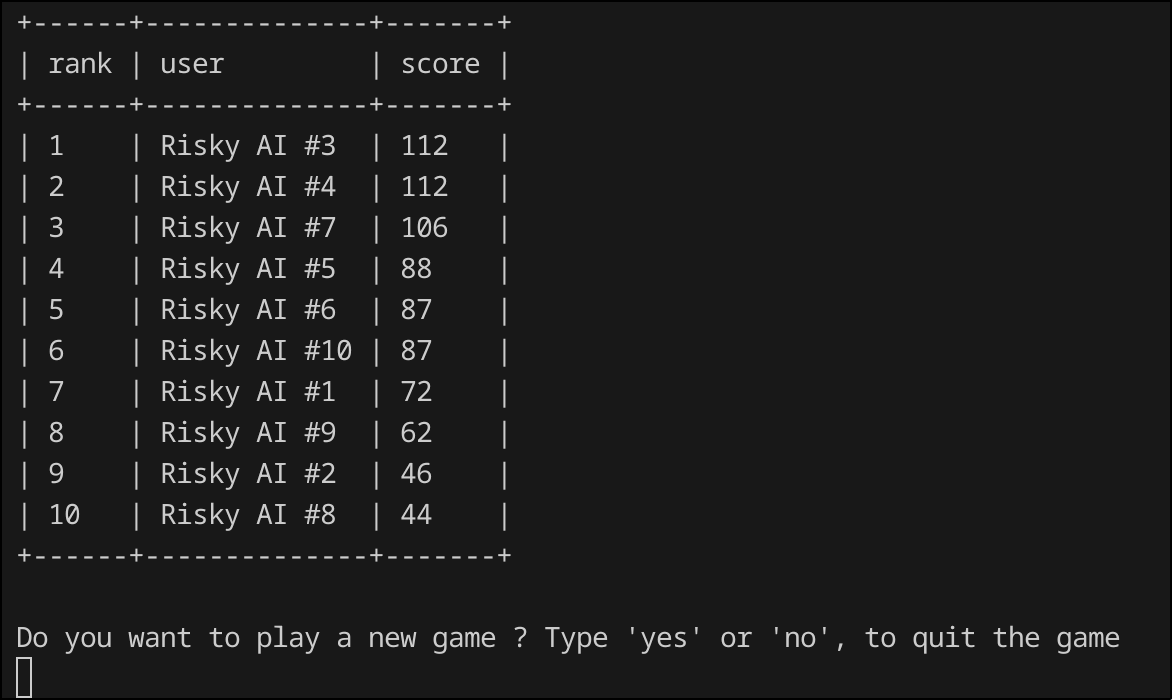 +------+--------------+-------+
| rank | user         | score |
+------+--------------+-------+
| 1    | Risky AI #3  | 112   |
| 2    | Risky AI #4  | 112   |
| 3    | Risky AI #7  | 106   |
| 4    | Risky AI #5  | 88    |
| 5    | Risky AI #6  | 87    |
| 6    | Risky AI #10 | 87    |
| 7    | Risky AI #1  | 72    |
| 8    | Risky AI #9  | 62    |
| 9    | Risky AI #2  | 46    |
| 10   | Risky AI #8  | 44    |
+------+--------------+-------+
Do you want to play a new game ? Type 'yes' or 'no', to quit the game